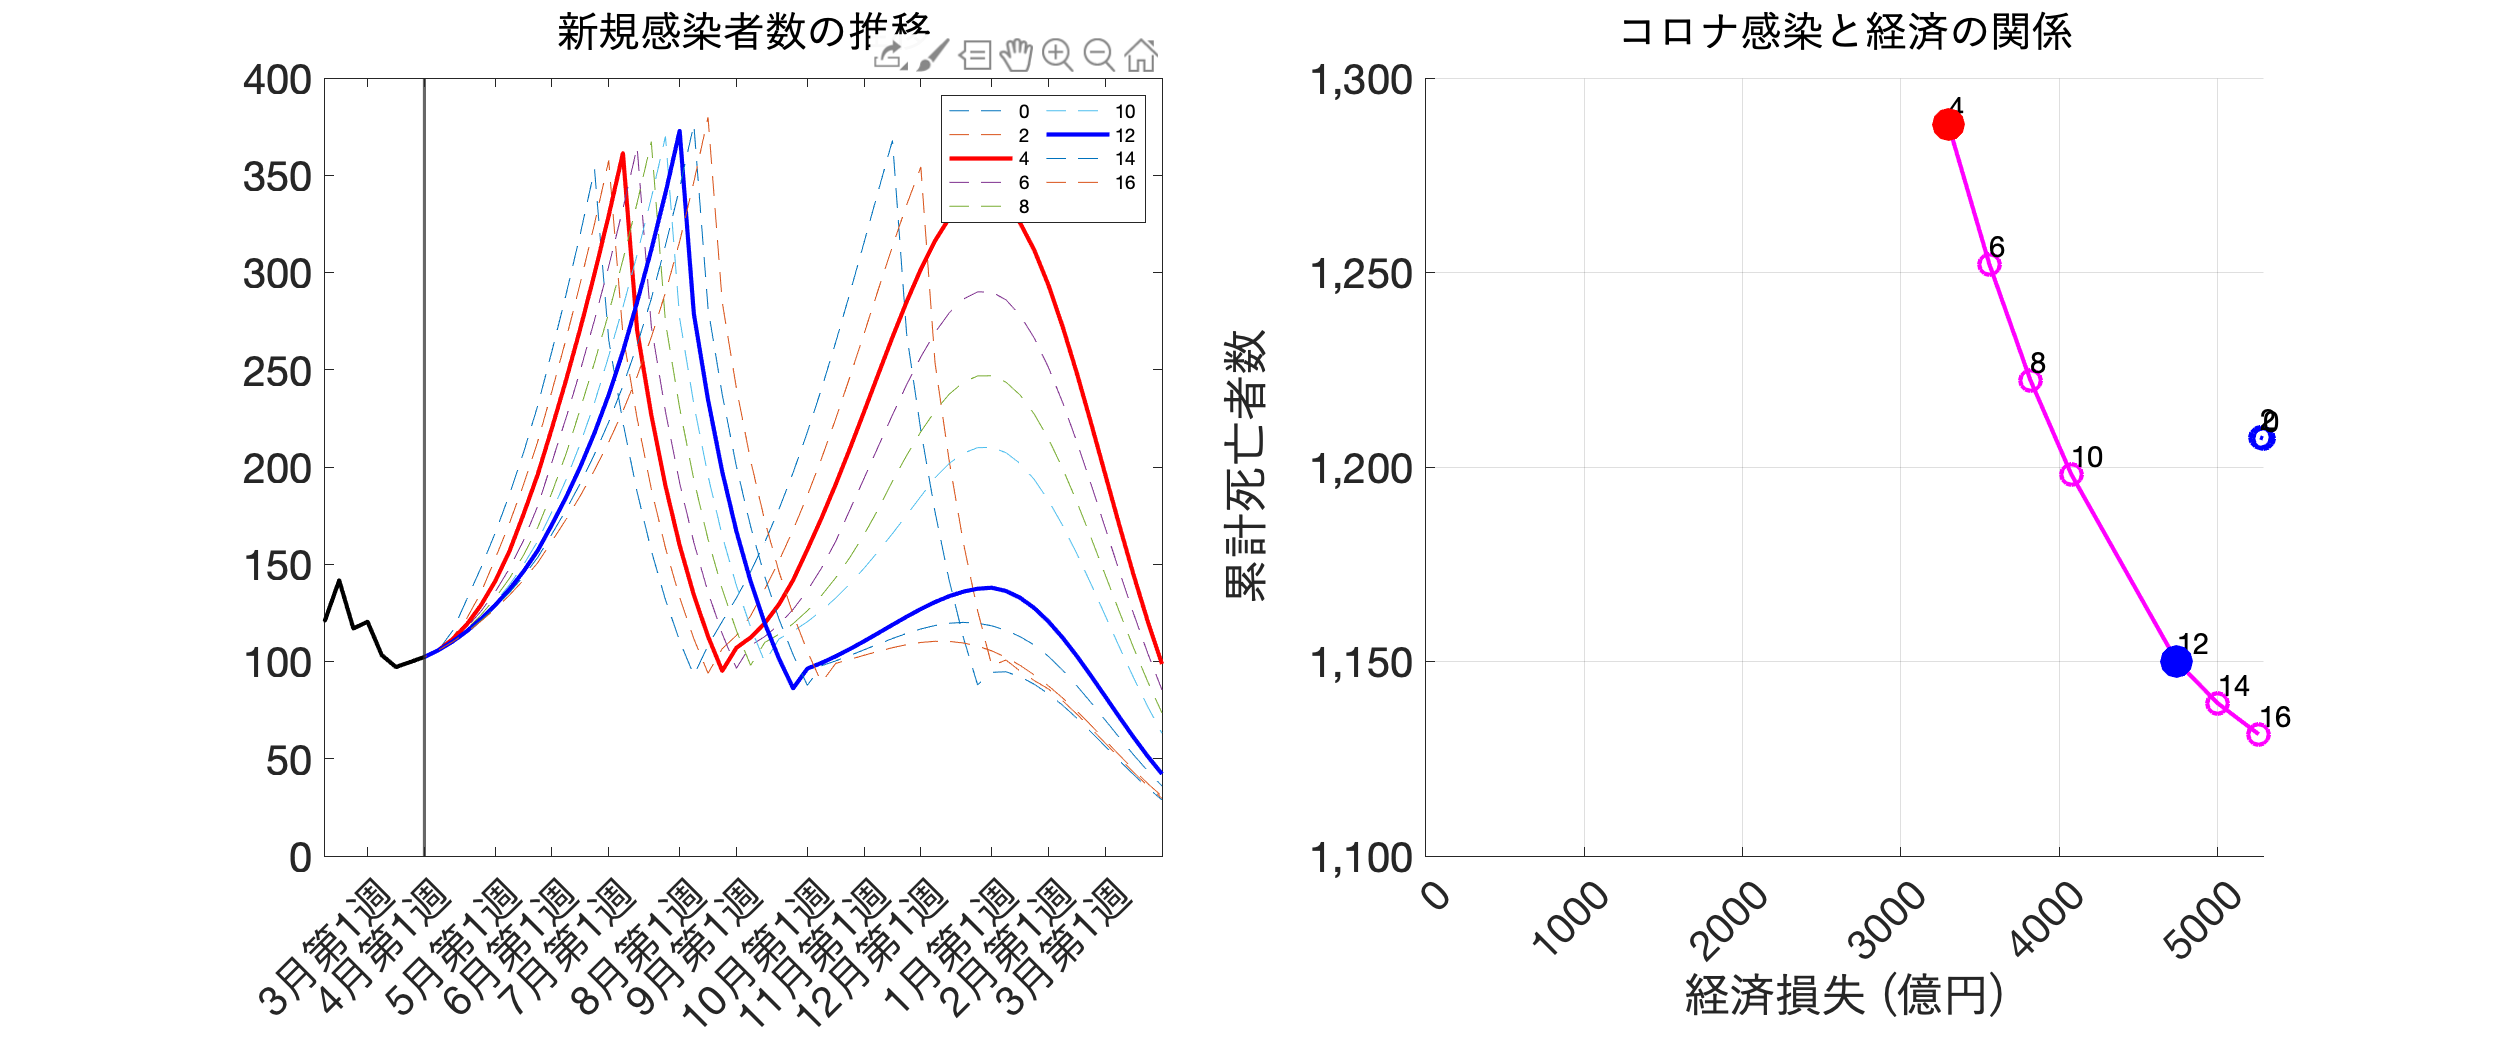 新規感染者数の推移
400
350
300
250
200
150
100
50
0
0
2
4
6
8
10
12
14
16
3月第1週
4月第1週
5月第1週
6月第1週
7月第1週
8月第1週
9月第1週
10月第1週
11月第1週
12月第1週
1月第1週
2月第1週
3月第1週
コロナ感染と経済の関係
累計死亡者数
1,300
1,250
1,200
1,150
1,100
4
6
8
2
0
10
12
14
16
0
1000
2000
3000
4000
5000
経済損失 (億円)